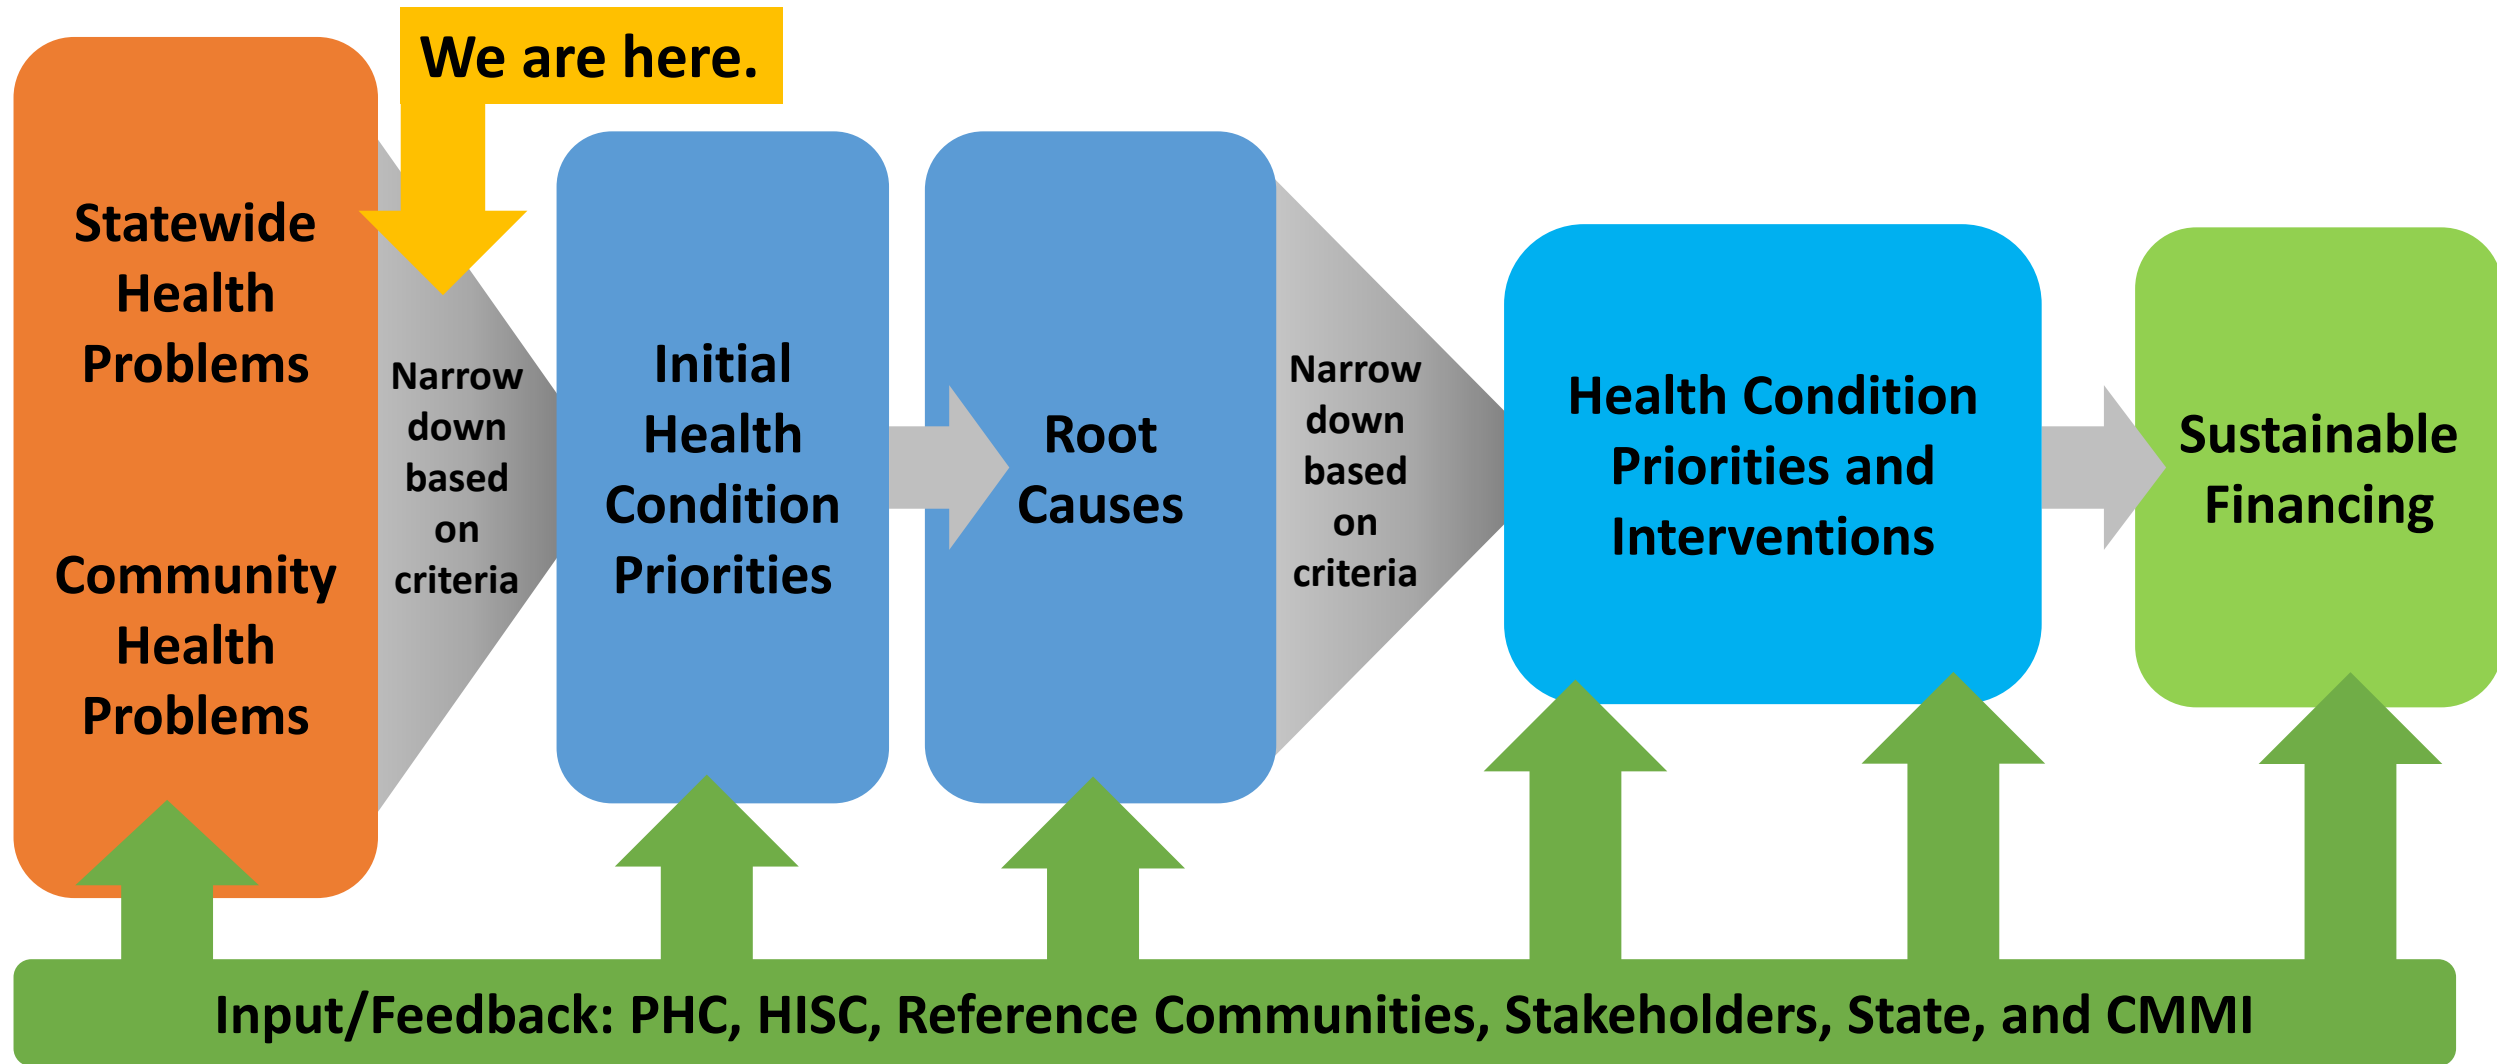 We are here.
Statewide
Health
Problems
Community
Health
Problems
Narrow
down
based
on
criteria
Initial
Health
Condition
Priorities
Root
Causes
Narrow
down
based
on
criteria
Health Condition
Priorities and
Interventions
Sustainable
Financing
Input/Feedback: PHC, HISC, Reference Communities, Stakeholders, State, and CMMI